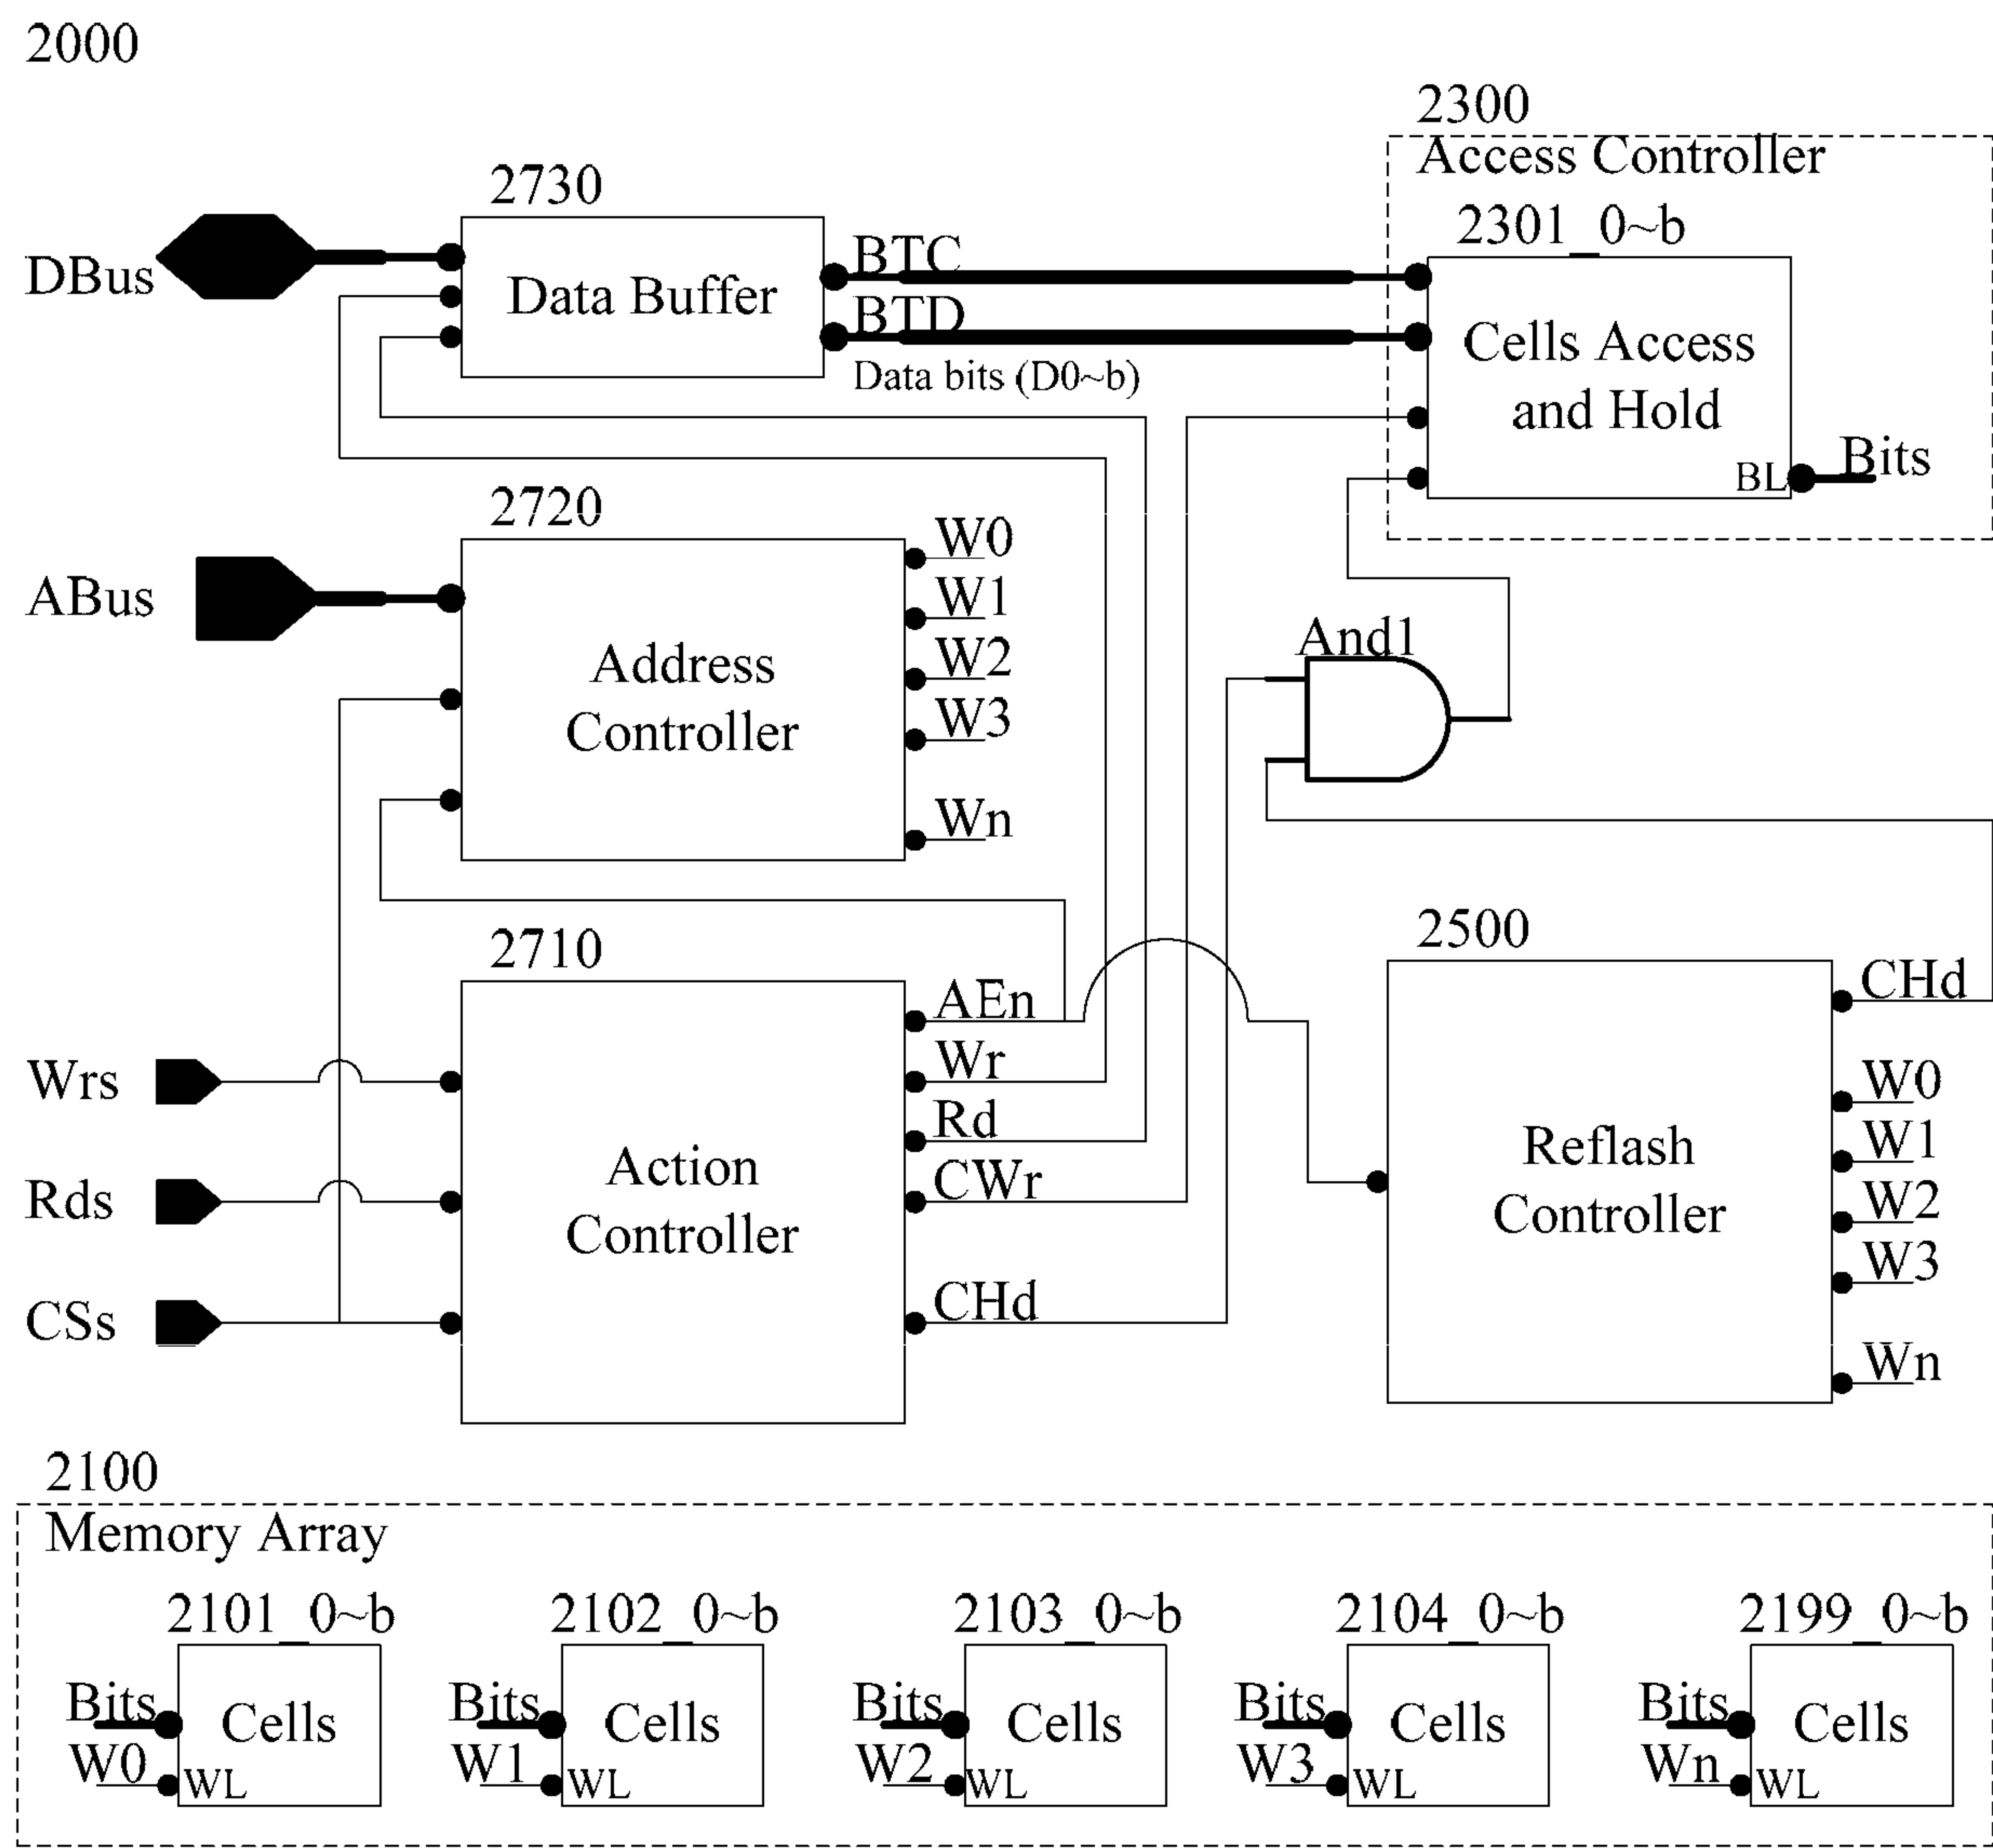 2000
2300
Access Controller
2730
2301_0~b
DBus
Data Buffer
BTC
BTD
Data bits (D0~b)
Cells Access
and Hold
BL
Bits
2720
ABus
Address
Controller
W0
W1
W2
W3
Wn
And1
2710
2500
Wrs
Rds
CSs
Action
Controller
AEn
Wr
Rd
CWr
CHd
Reflash
Controller
CHd
W0
W1
W2
W3
Wn
2100
Memory Array
2101_0~b
2102_0~b
2103_0~b
2104_0~b
2199_0~b
Bits
Cells
W0
WL
Bits
Cells
W1
WL
Bits
Cells
W2
WL
Bits
Cells
W3
WL
Bits
Cells
Wn
WL